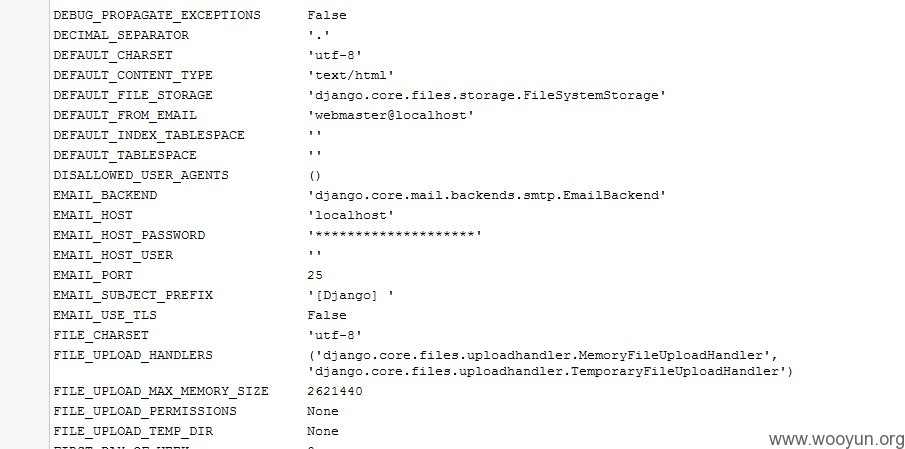 DEBUG_PROPAGATE_EXCEPTIONS False
DECIMAL_SEPARATOR '.'
DEFAULT_CHARSET 'utf-8'
DEFAULT_CONTENT_TYPE 'text/html'
DEFAULT_FILE_STORAGE 'django.core.files.storage.FileSystemStorage'
DEFAULT_FROM_EMAIL 'webmaster@localhost'
DEFAULT_INDEX_TABLESPACE ''
DEFAULT_TABLESPACE ''
DISALLOWED_USER_AGENTS ()
EMAIL_BACKEND 'django.core.mail.backends.smtp.EmailBackend'
EMAIL_HOST 'localhost'
EMAIL_HOST_PASSWORD '********************'
EMAIL_HOST_USER ''
EMAIL_PORT 25
EMAIL_SUBJECT_PREFIX '[Django] '
EMAIL_USE_TLS False
FILE_CHARSET 'utf-8'
FILE_UPLOAD_HANDLERS ('django.core.files.uploadhandler.MemoryFileUploadHandler',
'django.core.files.uploadhandler.TemporaryFileUploadHandler')
FILE_UPLOAD_MAX_MEMORY_SIZE 2621440
FILE_UPLOAD_PERMISSIONS None
FILE_UPLOAD_TEMP_DIR None
www.wooyun.org